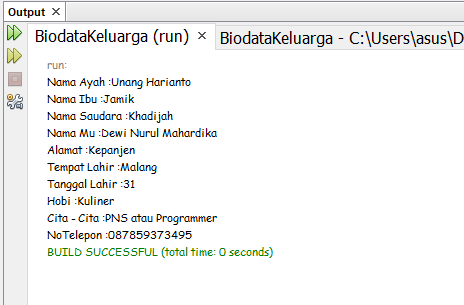 Output
BiodataKeluarga (run) BiodataKeluarga - C:\Users\asus\D
run:
Nama Ayah :Unang Harianto
Nama Ibu :Jamik
Nama Saudara :Khadijah
Nama Mu :Dewi Nurul Mahardika
Alamat :Kepanjen
Tempat Lahir :Malang
Tanggal Lahir :31
Hobi :Kuliner
Cita - Cita :PNS atau Programmer
NoTelepon :087859373495
BUILD SUCCESSFUL (total time: 0 seconds)